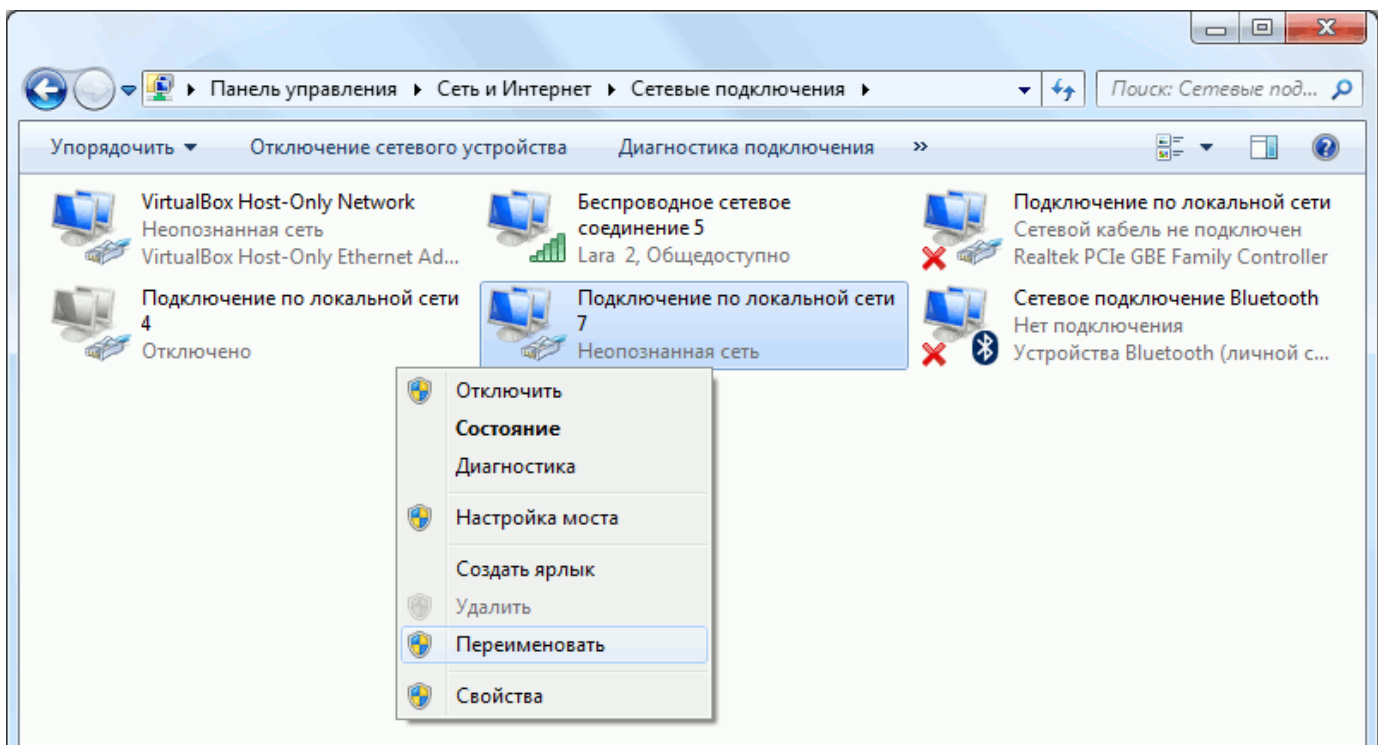 Панель управления Сеть и Интернет Сетевые подключения Поиск: Сетевые под...
Упорядочить Отключение сетевого устройства Диагностика подключения »
VirtualBox Host-Only Network
Неопознанная сеть
VirtualBox Host-Only Ethernet Ad...
Беспроводное сетевое
соединение 5
Lara 2, Общедоступно
Подключение по локальной сети
Сетевой кабель не подключен
Realtek PCIe GBE Family Controller
Подключение по локальной сети
4
Отключено
Подключение по локальной сети
7
Неопознанная сеть
Сетевое подключение Bluetooth
Нет подключения
Устройства Bluetooth (личной с...
Отключить
Состояние
Диагностика
Настройка моста
Создать ярлык
Удалить
Переименовать
Свойства